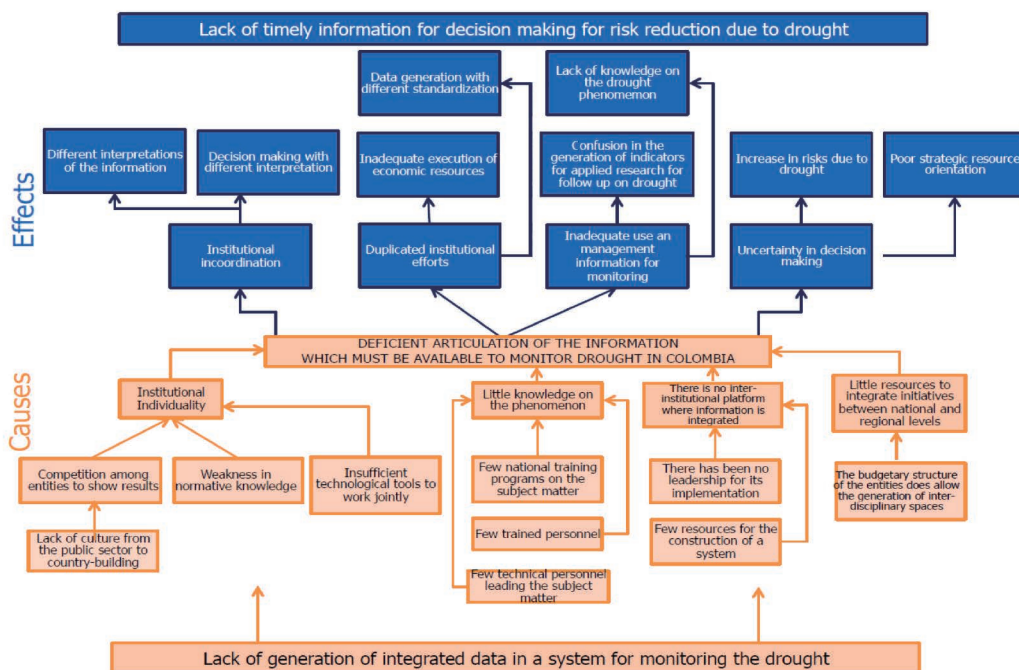 Lack of timely information for decision making for risk reduction due to drought
Data generation with
different standardization
Lack of knowledge on
the drought
phenomemon
Different interpretations
of the information
Decision making with
different interpretation
Inadequate execution of
economic resources
Confusion in the
generation of indicators
for applied research for
follow up on drought
Increase in risks due to
drought
Poor strategic resource
orientation
Effects
Institutional
incoordination
Duplicated institutional
efforts
Inadequate use an
management
information for
monitoring
Uncertainty in decision
making
DEFICIENT ARTICULATION OF THE INFORMATION
WHICH MUST BE AVAILABLE TO MONITOR DROUGHT IN COLOMBIA
Causes
Institutional
Individuality
Little knowledge on
the phenomenon
There is no inter-
institutional platform
where information is
integrated
Little resources to
integrate initiatives
between national and
regional levels
Competition among
entities to show results
Weakness in
normative knowledge
Insufficient
technological tools to
work jointly
Few national training
programs on the
subject matter
There has been no
leadership for its
implementation
The budgetary structure
of the entities does allow
the generation of inter-
disciplinary spaces
Lack of culture from
the public sector to
country-building
Few trained personnel
Few resources for the
construction of a
system
Few technical personnel
leading the subject
matter
Lack of generation of integrated data in a system for monitoring the drought